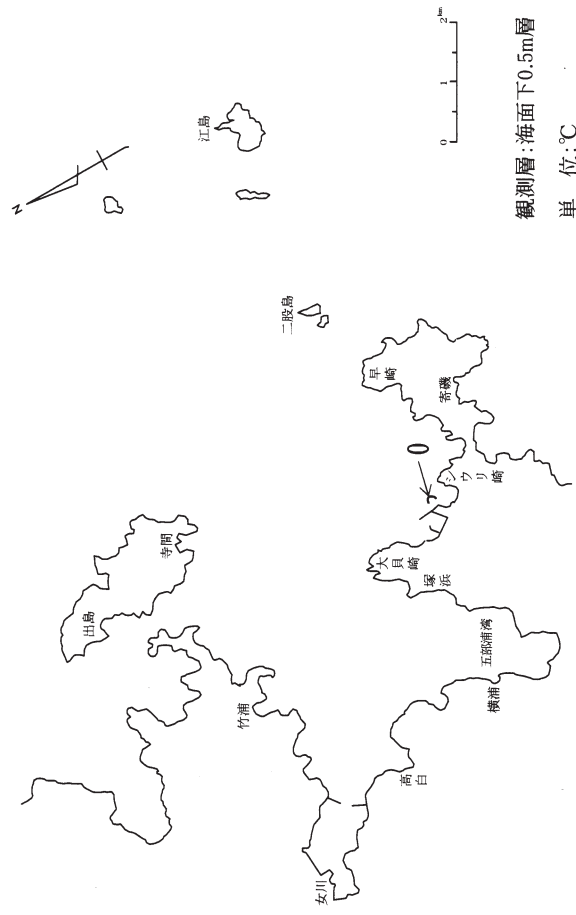 N
江島
二股島
早崎
寄磯
0
シウリ崎
大貝崎
塚浜
五部浦湾
横浦
高白
女川
竹浦
出島
寺間
0 1 2 km
観測層:海面下0.5m層
単 位:℃